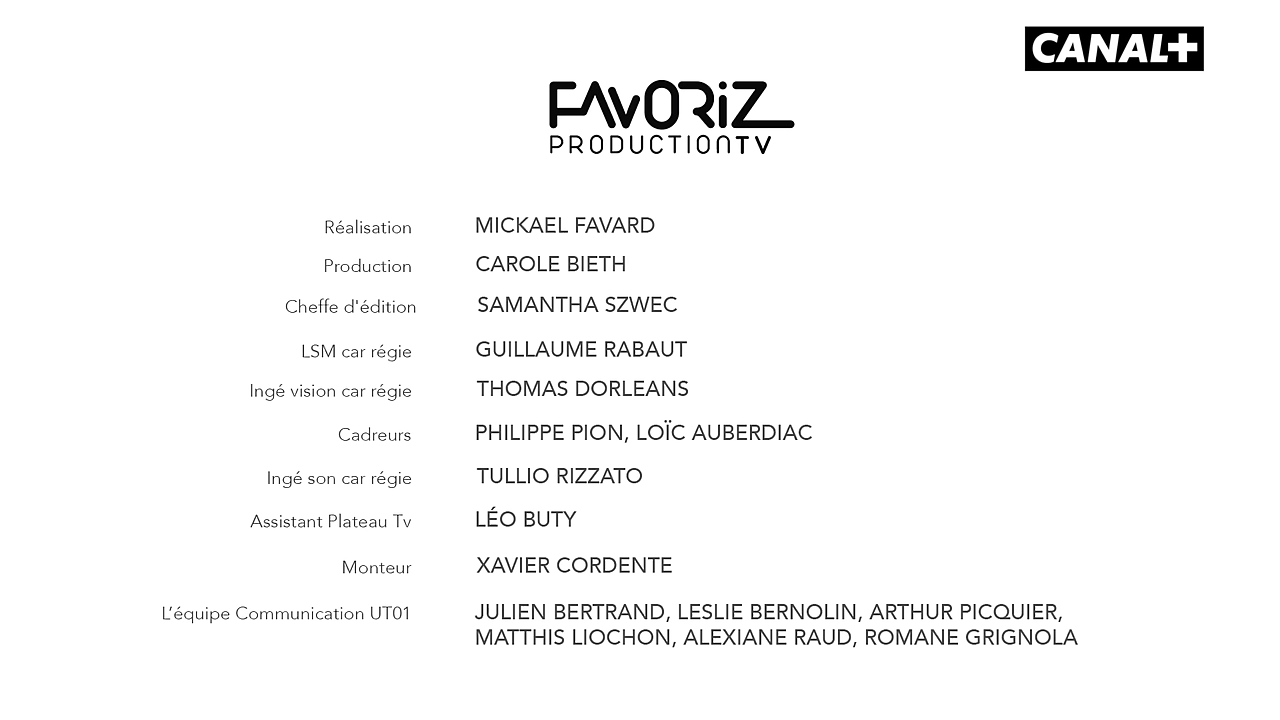 CANAL+
FAVORIZ
PRODUCTIONTV
Réalisation MICKAEL FAVARD
Production CAROLE BIETH
Cheffe d'édition SAMANTHA SZWEC
LSM car régie GUILLAUME RABAUT
Ingé vision car régie THOMAS DORLEANS
Cadreurs PHILIPPE PION, LOÏC AUBERDIAC
Ingé son car régie TULLIO RIZZATO
Assistant Plateau Tv LÉO BUTY
Monteur XAVIER CORDENTE
L’équipe Communication UT01 JULIEN BERTRAND, LESLIE BERNOLIN, ARTHUR PICQUIER,
MATTHIS LIOCHON, ALEXIANE RAUD, ROMANE GRIGNOLA